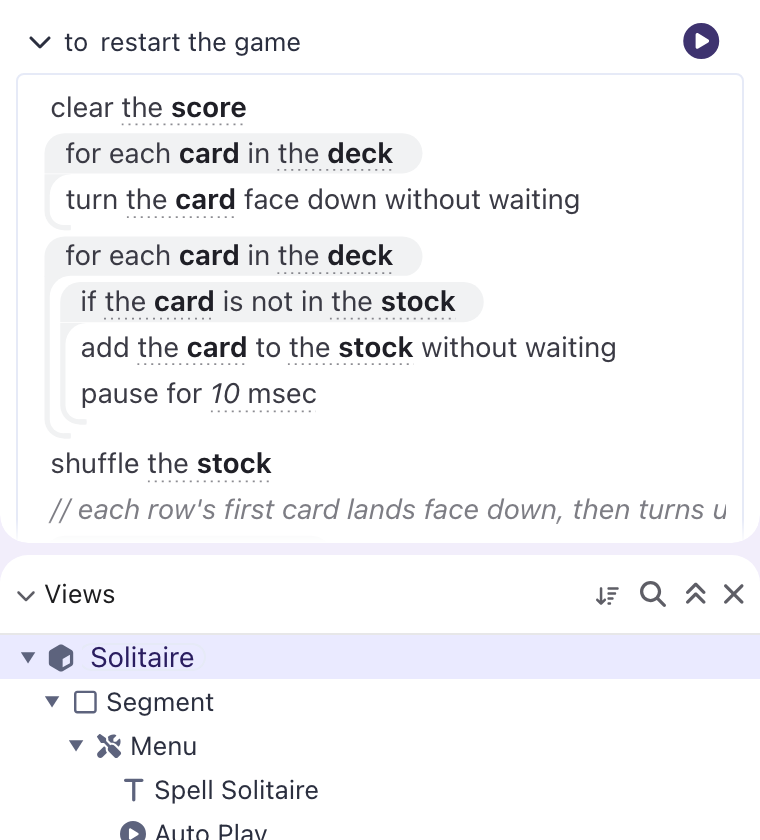 to restart the game
clear the score
for each card in the deck
turn the card face down without waiting
for each card in the deck
if the card is not in the stock
add the card to the stock without waiting
pause for 10 msec
shuffle the stock
// each row's first card lands face down, then turns u
Views
Solitaire
Segment
Menu
Spell Solitaire
Auto Play